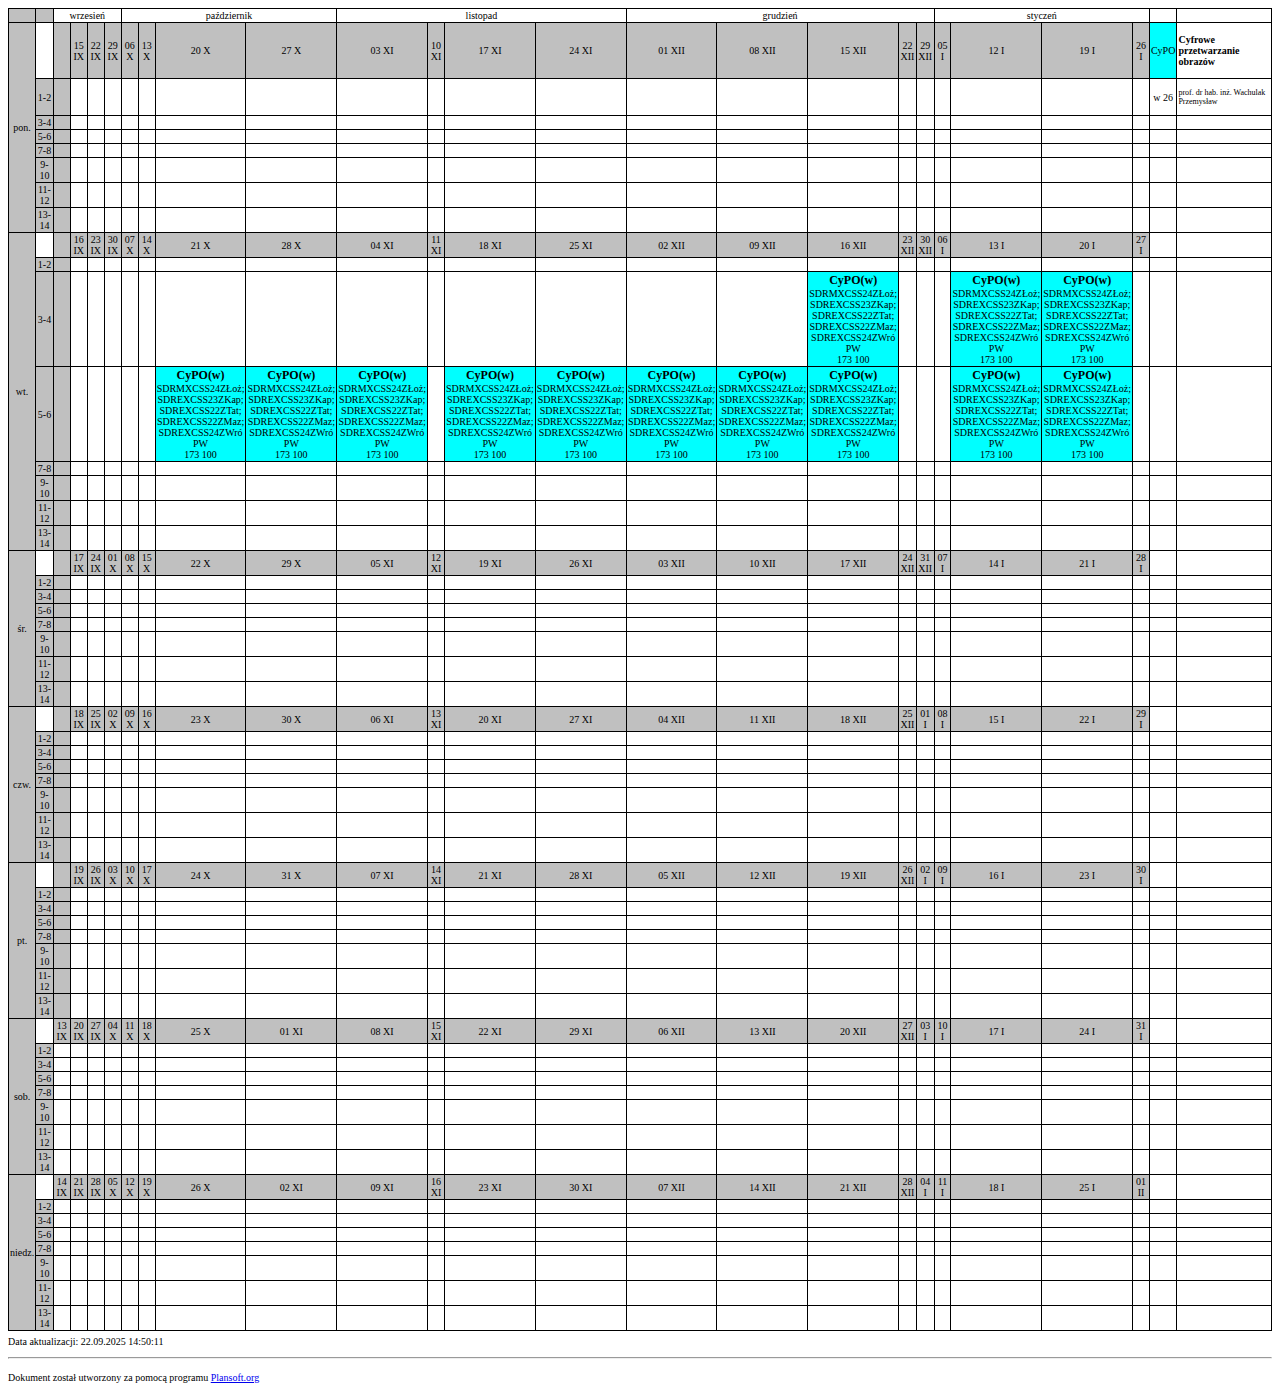 wrzesień październik listopad grudzień styczeń
pon. 15 IX 22 IX 29 IX 06 X 13 X 20 X 27 X 03 XI 10 XI 17 XI 24 XI 01 XII 08 XII 15 XII 22 XII 29 XII 05 I 12 I 19 I 26 I CyPO Cyfrowe przetwarzanie obrazów
1-2 w 26 prof. dr hab. inż. Wachulak Przemysław
3-4
5-6
7-8
9-10
11-12
13-14
wt. 16 IX 23 IX 30 IX 07 X 14 X 21 X 28 X 04 XI 11 XI 18 XI 25 XI 02 XII 09 XII 16 XII 23 XII 30 XII 06 I 13 I 20 I 27 I
1-2
3-4
CyPO(w) CyPO(w) CyPO(w)
SDRMXCSS24ZŁoż; SDRMXCSS24ZŁoż; SDRMXCSS24ZŁoż;
SDREXCSS23ZKap; SDREXCSS23ZKap; SDREXCSS23ZKap;
SDREXCSS22ZTat; SDREXCSS22ZTat; SDREXCSS22ZTat;
SDREXCSS22ZMaz; SDREXCSS22ZMaz; SDREXCSS22ZMaz;
SDREXCSS24ZWró SDREXCSS24ZWró SDREXCSS24ZWró
PW PW PW
173 100 173 100 173 100
5-6
CyPO(w) CyPO(w) CyPO(w) CyPO(w) CyPO(w) CyPO(w) CyPO(w) CyPO(w) CyPO(w) CyPO(w)
SDRMXCSS24ZŁoż; SDRMXCSS24ZŁoż; SDRMXCSS24ZŁoż; SDRMXCSS24ZŁoż; SDRMXCSS24ZŁoż; SDRMXCSS24ZŁoż; SDRMXCSS24ZŁoż; SDRMXCSS24ZŁoż; SDRMXCSS24ZŁoż; SDRMXCSS24ZŁoż;
SDREXCSS23ZKap; SDREXCSS23ZKap; SDREXCSS23ZKap; SDREXCSS23ZKap; SDREXCSS23ZKap; SDREXCSS23ZKap; SDREXCSS23ZKap; SDREXCSS23ZKap; SDREXCSS23ZKap; SDREXCSS23ZKap;
SDREXCSS22ZTat; SDREXCSS22ZTat; SDREXCSS22ZTat; SDREXCSS22ZTat; SDREXCSS22ZTat; SDREXCSS22ZTat; SDREXCSS22ZTat; SDREXCSS22ZTat; SDREXCSS22ZTat; SDREXCSS22ZTat;
SDREXCSS22ZMaz; SDREXCSS22ZMaz; SDREXCSS22ZMaz; SDREXCSS22ZMaz; SDREXCSS22ZMaz; SDREXCSS22ZMaz; SDREXCSS22ZMaz; SDREXCSS22ZMaz; SDREXCSS22ZMaz; SDREXCSS22ZMaz;
SDREXCSS24ZWró SDREXCSS24ZWró SDREXCSS24ZWró SDREXCSS24ZWró SDREXCSS24ZWró SDREXCSS24ZWró SDREXCSS24ZWró SDREXCSS24ZWró SDREXCSS24ZWró SDREXCSS24ZWró
PW PW PW PW PW PW PW PW PW PW
173 100 173 100 173 100 173 100 173 100 173 100 173 100 173 100 173 100 173 100
7-8
9-10
11-12
13-14
śr. 17 IX 24 IX 01 X 08 X 15 X 22 X 29 X 05 XI 12 XI 19 XI 26 XI 03 XII 10 XII 17 XII 24 XII 31 XII 07 I 14 I 21 I 28 I
1-2
3-4
5-6
7-8
9-10
11-12
13-14
czw. 18 IX 25 IX 02 X 09 X 16 X 23 X 30 X 06 XI 13 XI 20 XI 27 XI 04 XII 11 XII 18 XII 25 XII 01 I 08 I 15 I 22 I 29 I
1-2
3-4
5-6
7-8
9-10
11-12
13-14
pt. 19 IX 26 IX 03 X 10 X 17 X 24 X 31 X 07 XI 14 XI 21 XI 28 XI 05 XII 12 XII 19 XII 26 XII 02 I 09 I 16 I 23 I 30 I
1-2
3-4
5-6
7-8
9-10
11-12
13-14
sob. 13 IX 20 IX 27 IX 04 X 11 X 18 X 25 X 01 XI 08 XI 15 XI 22 XI 29 XI 06 XII 13 XII 20 XII 27 XII 03 I 10 I 17 I 24 I 31 I
1-2
3-4
5-6
7-8
9-10
11-12
13-14
niedz. 14 IX 21 IX 28 IX 05 X 12 X 19 X 26 X 02 XI 09 XI 16 XI 23 XI 30 XI 07 XII 14 XII 21 XII 28 XII 04 I 11 I 18 I 25 I 01 II
1-2
3-4
5-6
7-8
9-10
11-12
13-14
Data aktualizacji: 22.09.2025 14:50:11
Dokument został utworzony za pomocą programu Plansoft.org